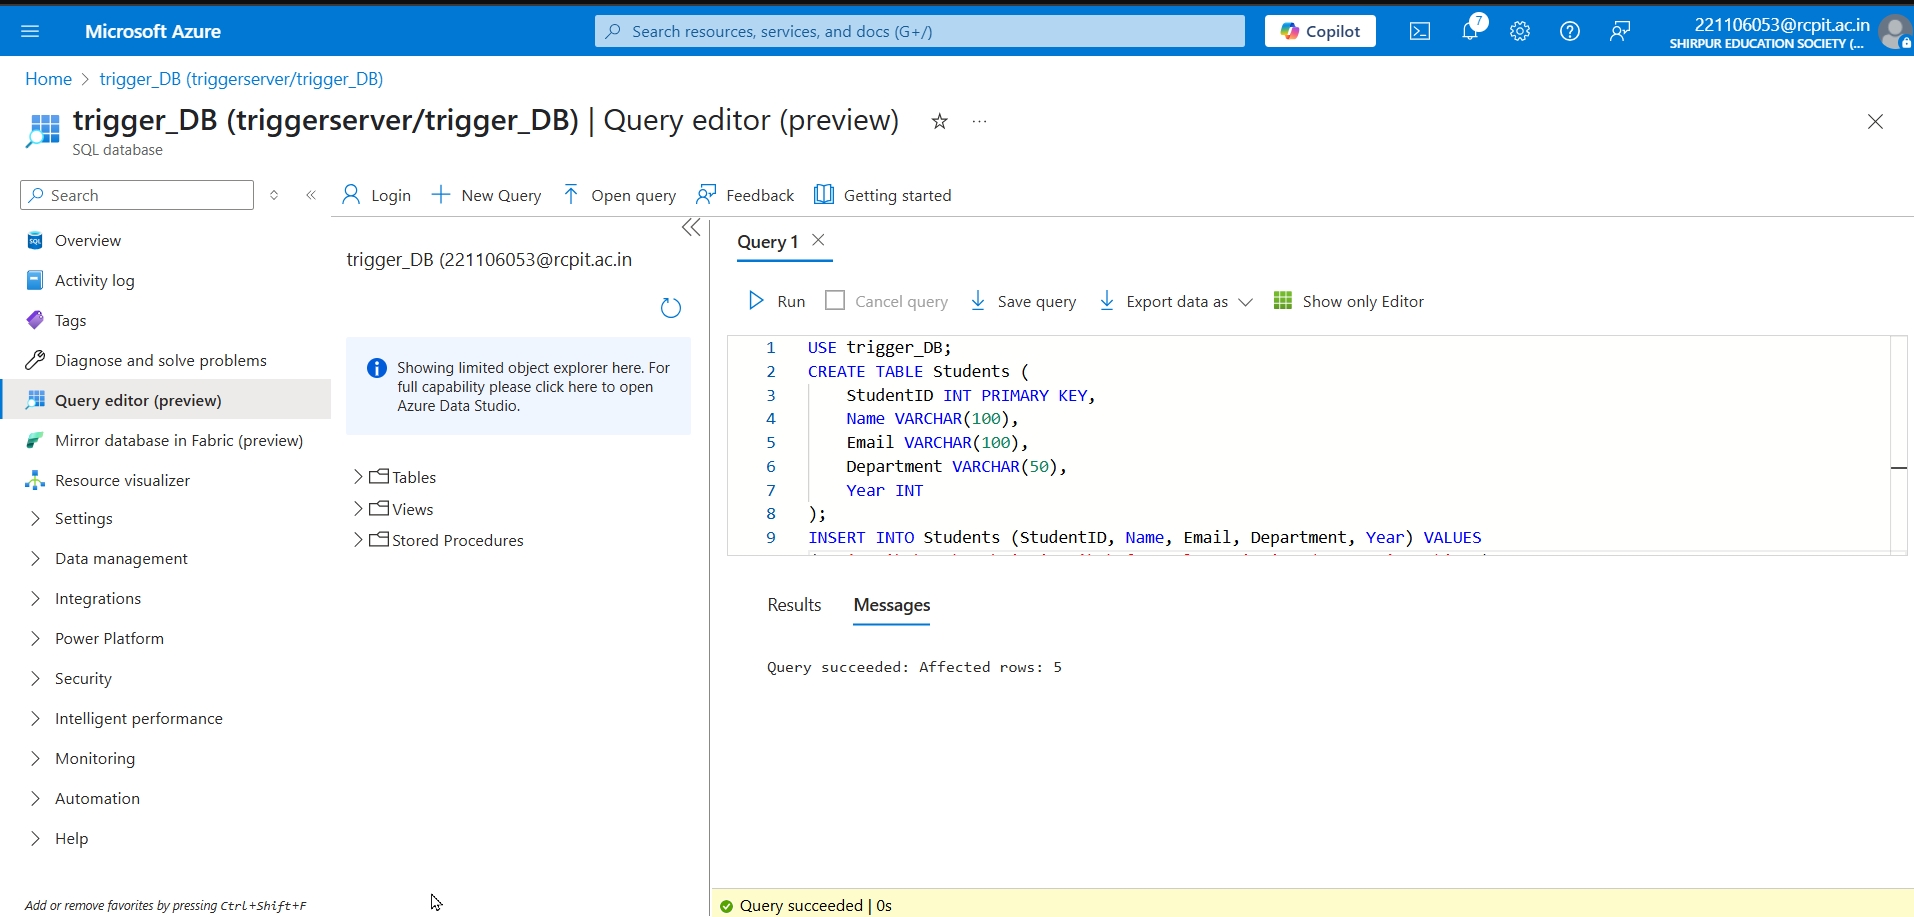 Microsoft Azure
Search resources, services, and docs (G+/)
Copilot
7
221106053@rcpit.ac.in
SHIRPUR EDUCATION SOCIETY (...
Home > trigger_DB (triggerserver/trigger_DB)
trigger_DB (triggerserver/trigger_DB) | Query editor (preview)
SQL database
Search
Login
New Query
Open query
Feedback
Getting started
Overview
Activity log
Tags
Diagnose and solve problems
Query editor (preview)
Mirror database in Fabric (preview)
Resource visualizer
Settings
Data management
Integrations
Power Platform
Security
Intelligent performance
Monitoring
Automation
Help
Add or remove favorites by pressing Ctrl+Shift+F
trigger_DB (221106053@rcpit.ac.in
Showing limited object explorer here. For
full capability please click here to open
Azure Data Studio.
Tables
Views
Stored Procedures
Query 1
Run
Cancel query
Save query
Export data as
Show only Editor
1 USE trigger_DB;
2 CREATE TABLE Students (
3 StudentID INT PRIMARY KEY,
4 Name VARCHAR(100),
5 Email VARCHAR(100),
6 Department VARCHAR(50),
7 Year INT
8 );
9 INSERT INTO Students (StudentID, Name, Email, Department, Year) VALUES
Results
Messages
Query succeeded: Affected rows: 5
Query succeeded | 0s